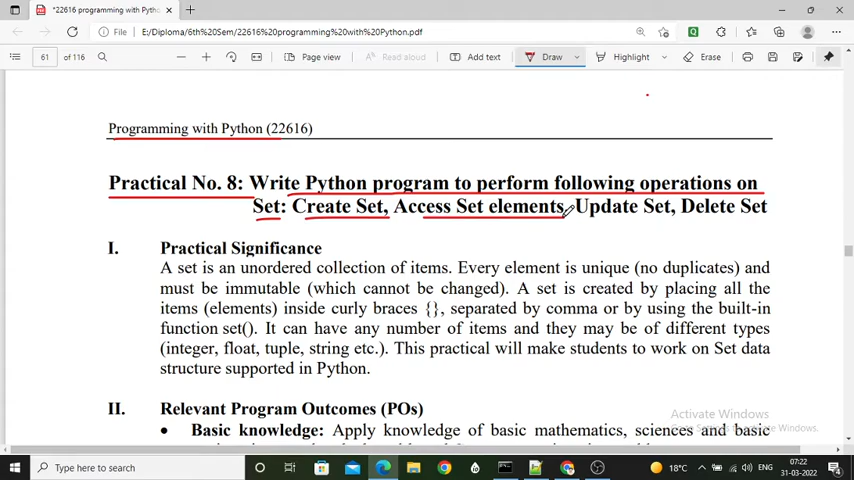 *22616 programming with Pytho
File E:/Diploma/6th%20Sem/22616%20programming%20with%20Python.pdf
61 of 116 Page view Read aloud Add text Draw Highlight Erase
Programming with Python (22616)
Practical No. 8: Write Python program to perform following operations on
Set: Create Set, Access Set elements, Update Set, Delete Set
I. Practical Significance
A set is an unordered collection of items. Every element is unique (no duplicates) and
must be immutable (which cannot be changed). A set is created by placing all the
items (elements) inside curly braces {}, separated by comma or by using the built-in
function set(). It can have any number of items and they may be of different types
(integer, float, tuple, string etc.). This practical will make students to work on Set data
structure supported in Python.
II. Relevant Program Outcomes (POs)
• Basic knowledge: Apply knowledge of basic mathematics, sciences and basic
Activate Windows
Go to Settings to activate Windows.
Type here to search
18°C
ENG
07:22
31-03-2022
4